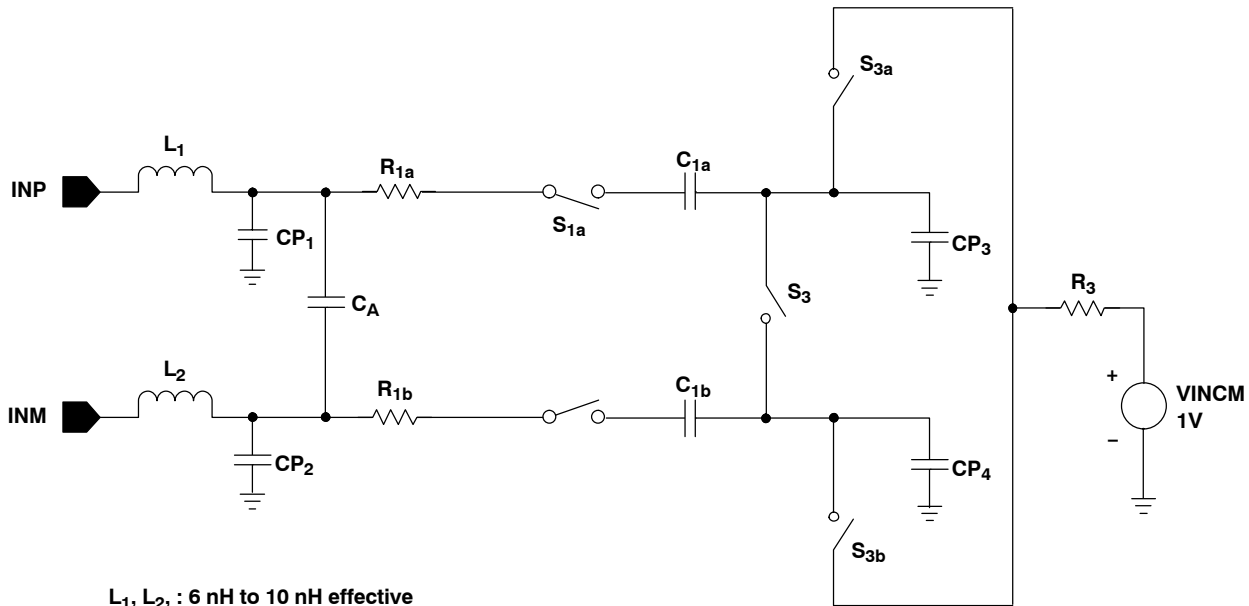 S3a
L1
R1a
C1a
INP
S1a
CP1
CP3
S3
R3
CA
L2
R1b
C1b
+
VINCM
1V
−
INM
CP2
CP4
S3b
L1, L2, : 6 nH to 10 nH effective